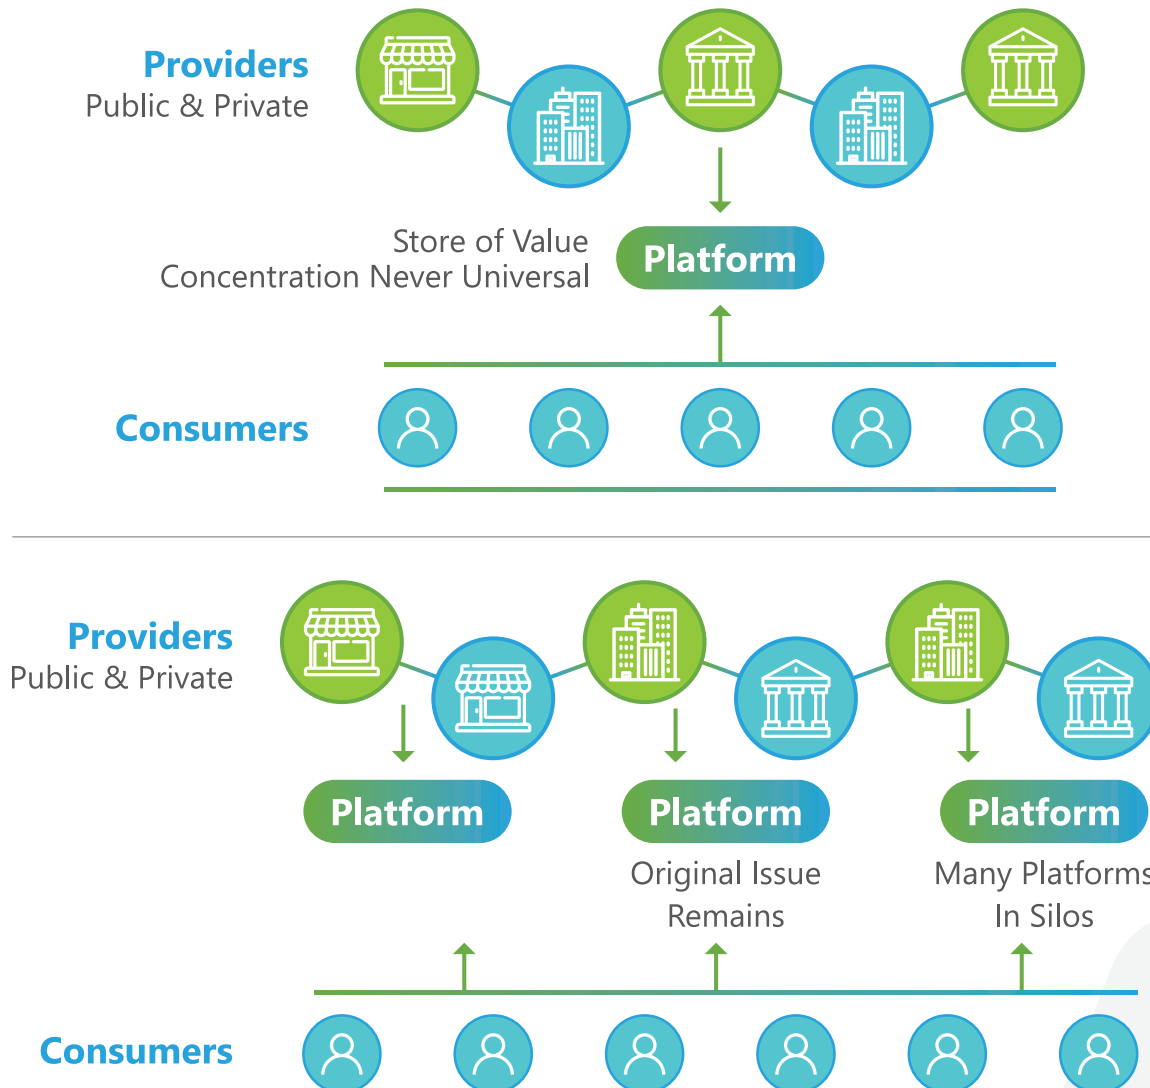 Providers
Public & Private
Store of Value
Concentration Never Universal
Platform
Consumers
Providers
Public & Private
Platform
Platform
Platform
Original Issue
Remains
Many Platforms
In Silos
Consumers